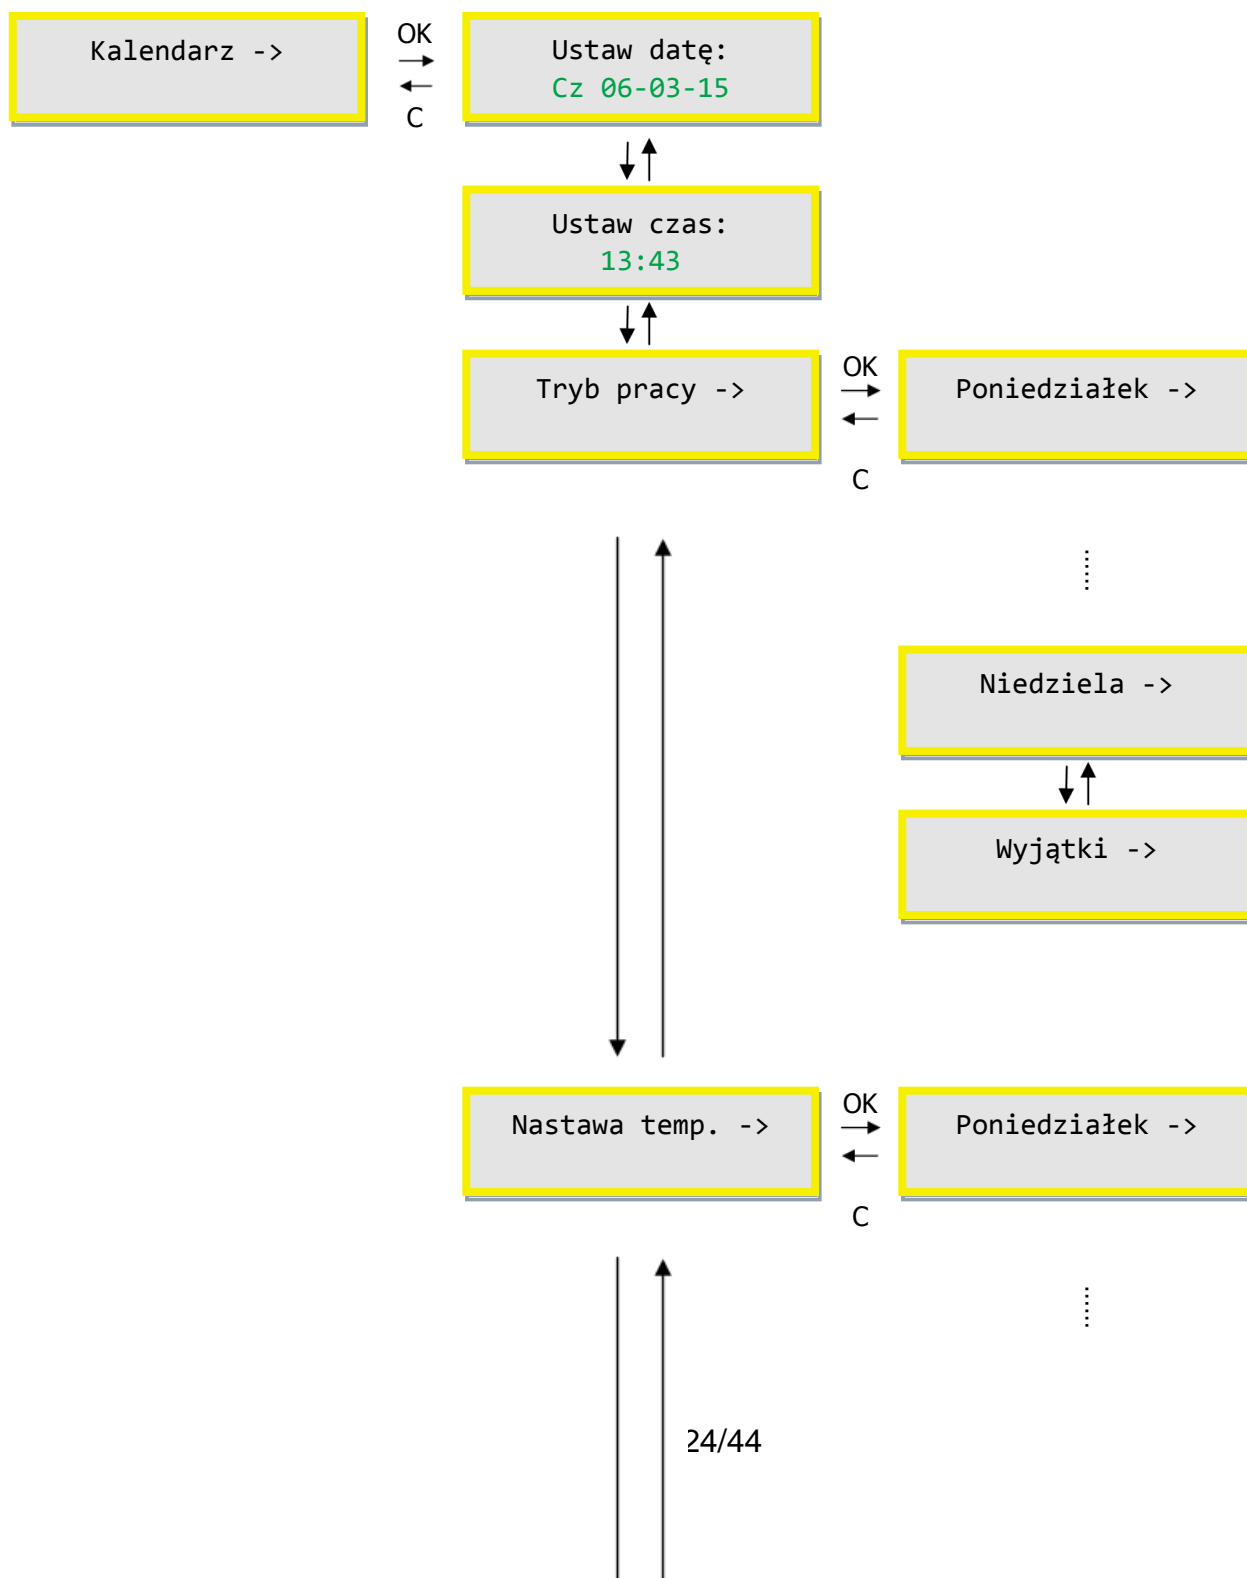 Kalendarz ->
OK
C
Ustaw datę:
Cz 06-03-15
Ustaw czas:
13:43
Tryb pracy ->
OK
C
Poniedziałek ->
Niedziela ->
Wyjątki ->
Nastawa temp. ->
OK
C
Poniedziałek ->
24/44